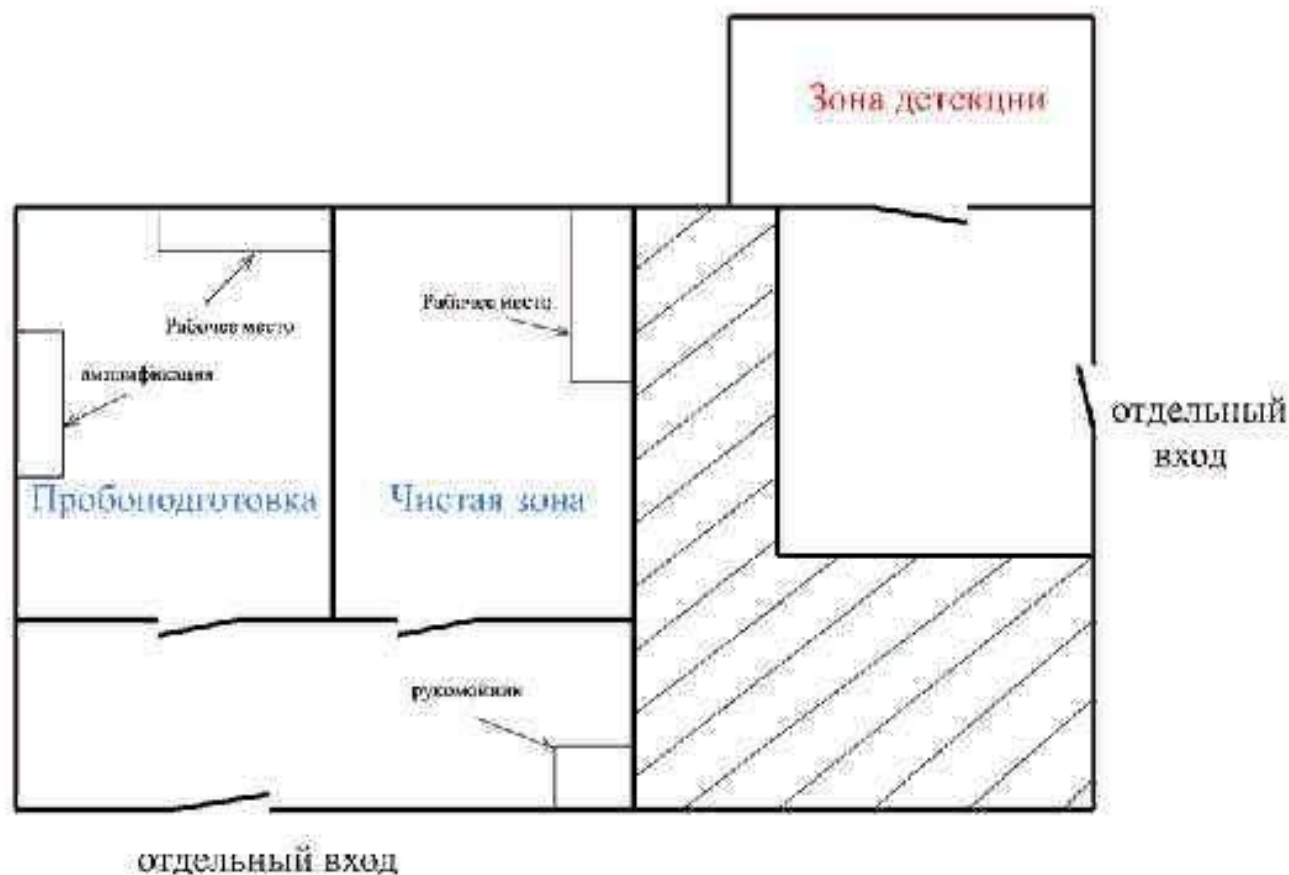 Зона детекции
Рабочее место
Рабочее место
амплификация
отдельный
вход
Пробоподготовка
Чистая зона
рукомойник
отдельный вход